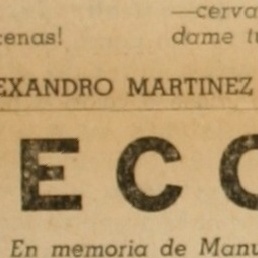 —cerva
cenas! dame tu
EXANDRO MARTINEZ
ECO
En memoria de Manu